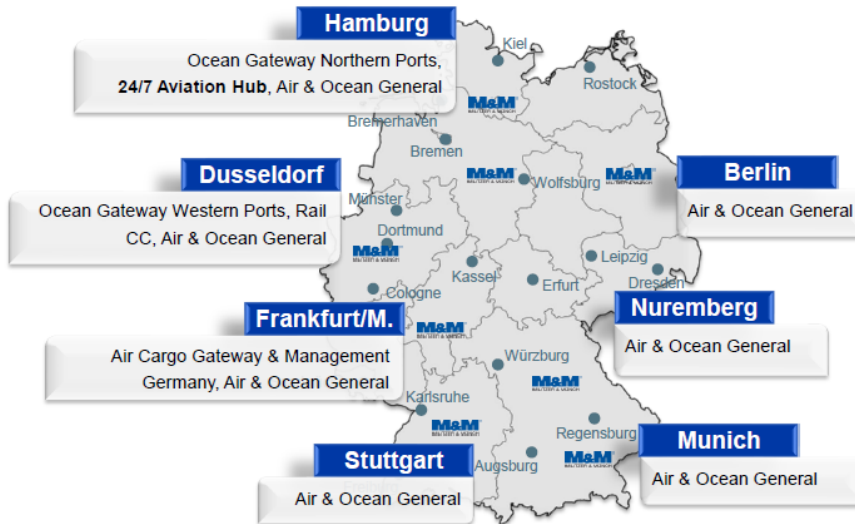 Hamburg
Ocean Gateway Northern Ports,
24/7 Aviation Hub, Air & Ocean General
Kiel
Rostock
M&M
Bremerhaven
Bremen
M&M
Wolfsburg
M&M
Berlin
Air & Ocean General
Dusseldorf
Ocean Gateway Western Ports, Rail
CC, Air & Ocean General
Münster
Dortmund
M&M
Kassel
Cologne
Erfurt
Leipzig
Dresden
Nuremberg
Air & Ocean General
Frankfurt/M.
Air Cargo Gateway & Management
Germany, Air & Ocean General
M&M
Würzburg
M&M
Karlsruhe
M&M
Regensburg
Augsburg
M&M
Munich
Air & Ocean General
Stuttgart
Air & Ocean General